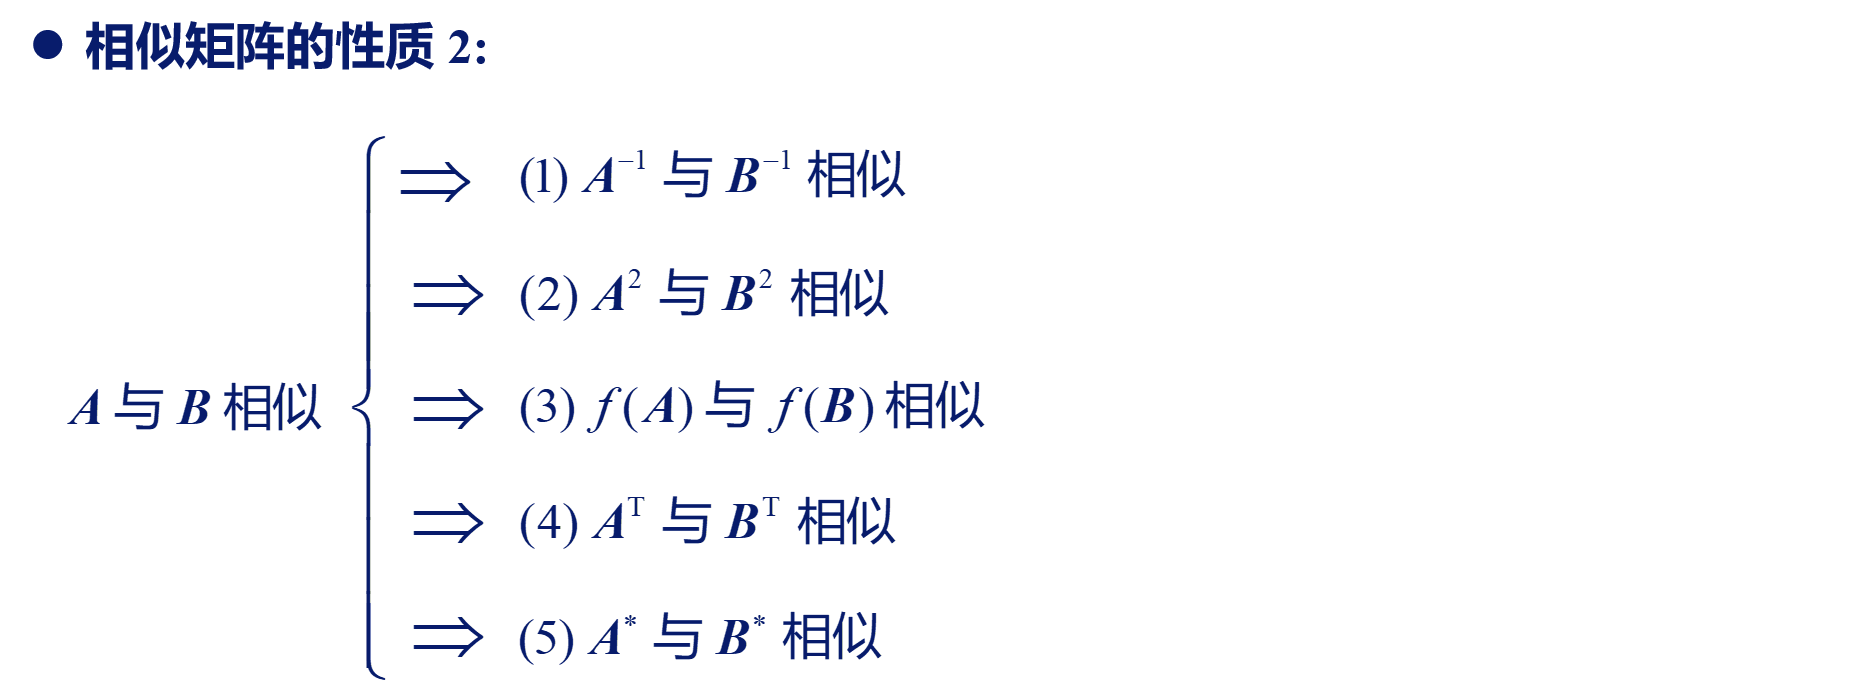 ● 相似矩阵的性质 2:
⇒ (1) A⁻¹ 与 B⁻¹ 相似
⇒ (2) A² 与 B² 相似
A 与 B 相似 { ⇒ (3) f(A) 与 f(B) 相似
⇒ (4) Aᵀ 与 Bᵀ 相似
⇒ (5) A* 与 B* 相似